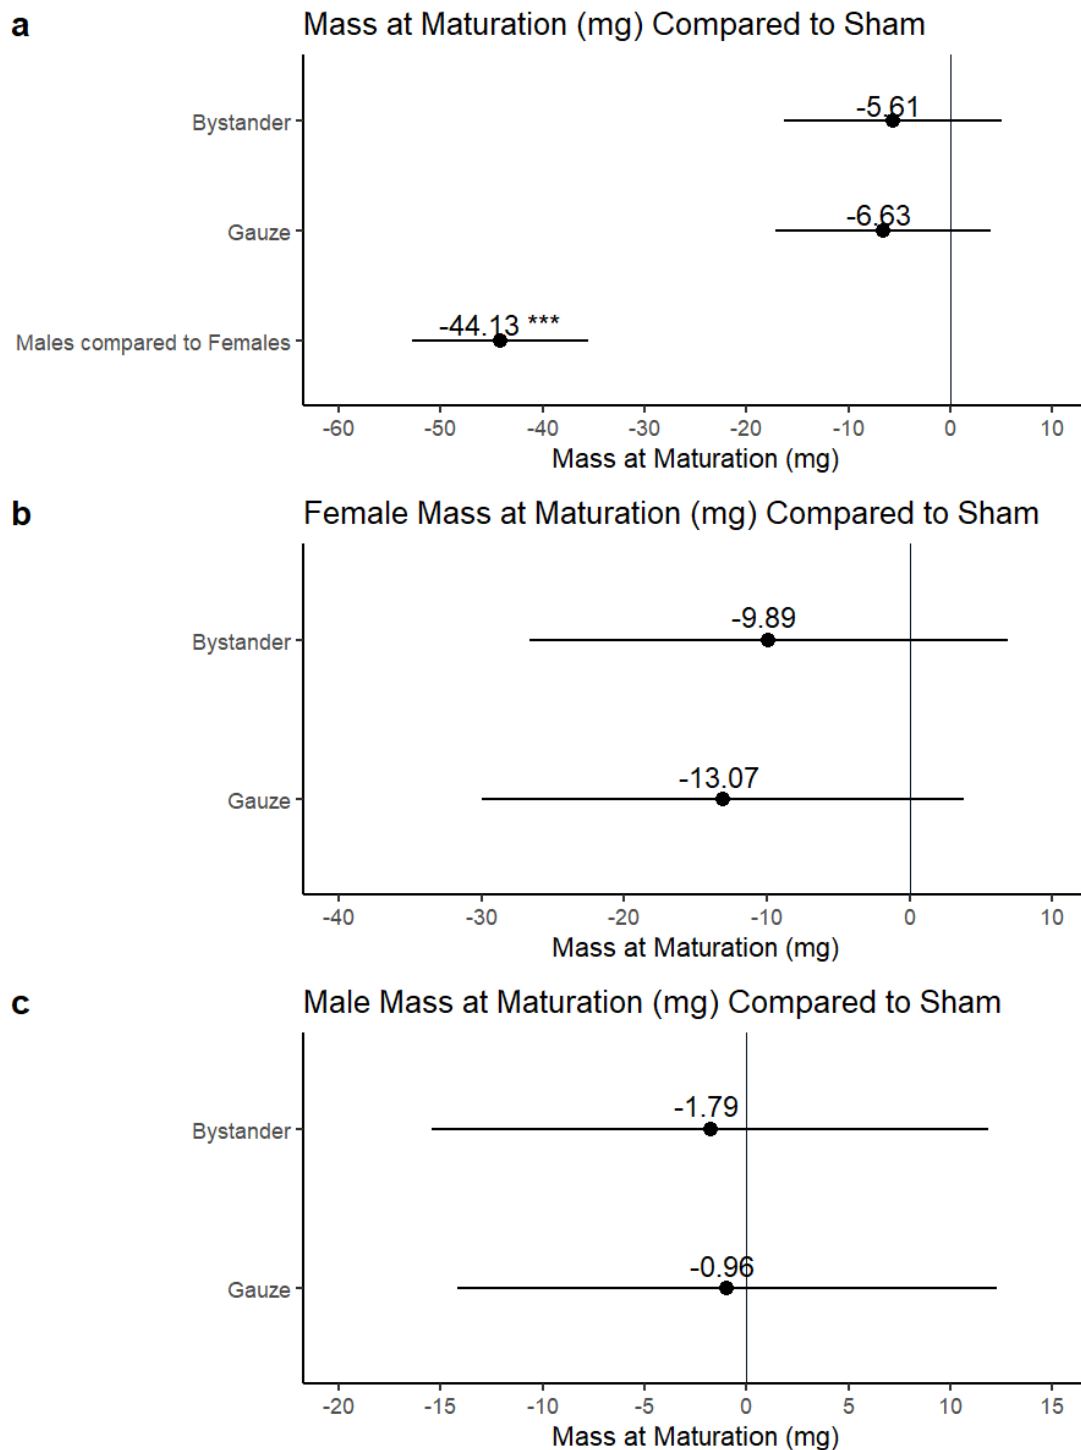 a Mass at Maturation (mg) Compared to Sham
Bystander -5.61
Gauze -6.63
Males compared to Females -44.13 ***
-60 -50 -40 -30 -20 -10 0 10
Mass at Maturation (mg)
b Female Mass at Maturation (mg) Compared to Sham
Bystander -9.89
Gauze -13.07
-40 -30 -20 -10 0 10
Mass at Maturation (mg)
c Male Mass at Maturation (mg) Compared to Sham
Bystander -1.79
Gauze -0.96
-20 -15 -10 -5 0 5 10 15
Mass at Maturation (mg)